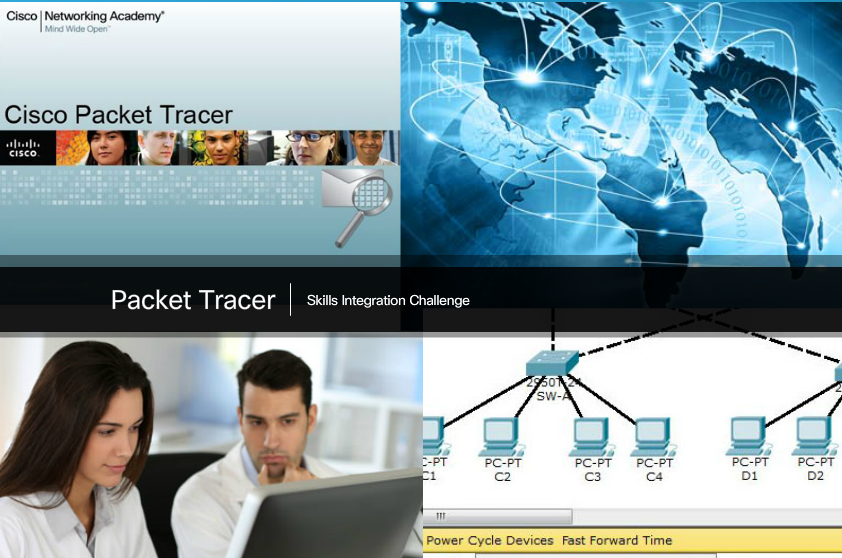 Cisco Networking Academy®
Mind Wide Open™
Cisco Packet Tracer
CISCO
Packet Tracer
Skills Integration Challenge
2950T-24
SW-A
C-PT
C1
PC-PT
C2
PC-PT
C3
PC-PT
C4
PC-PT
D1
PC-PT
D2
Power Cycle Devices Fast Forward Time